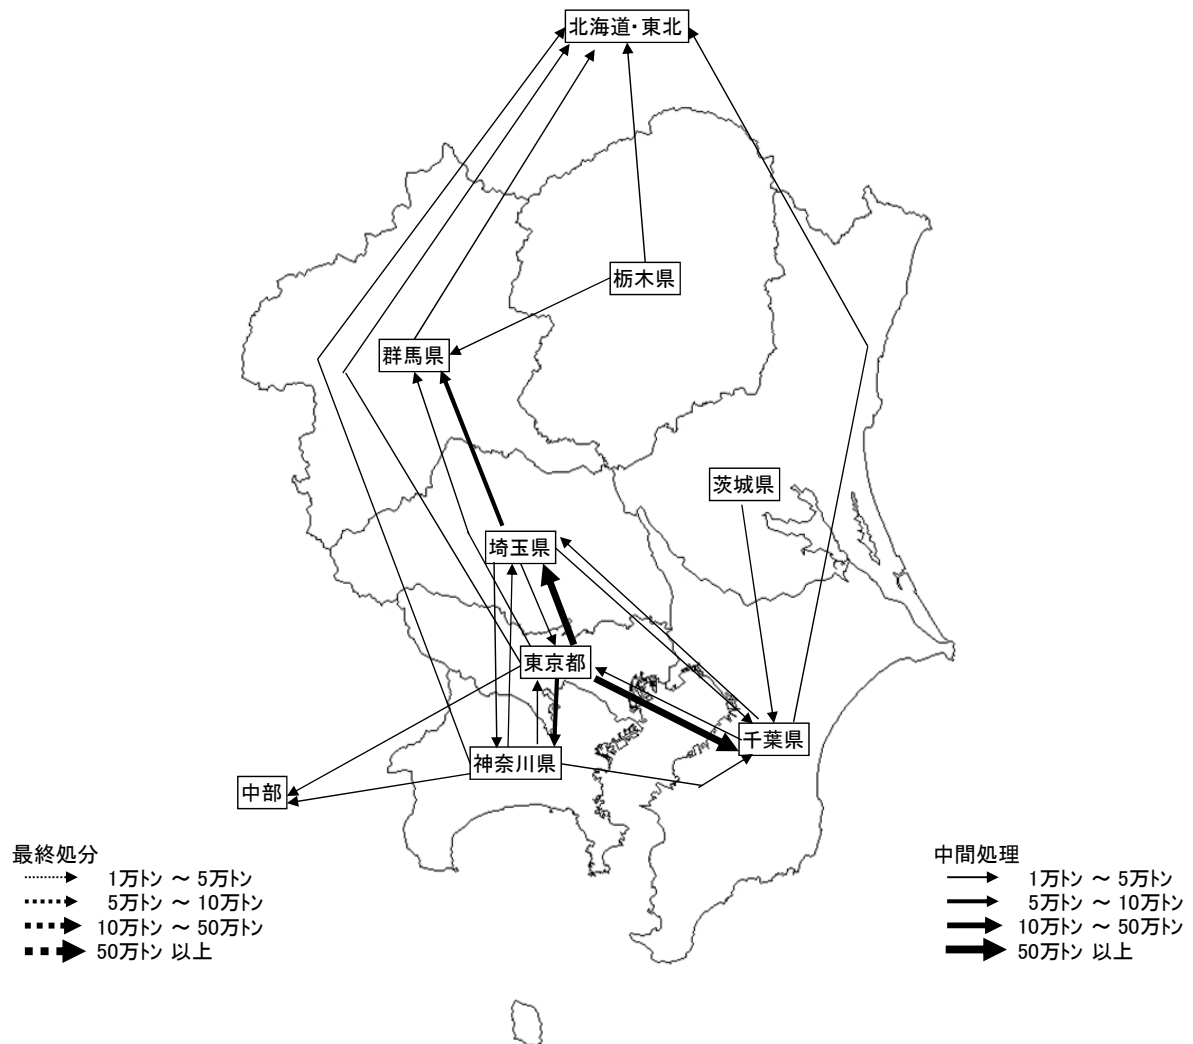 北海道・東北
栃木県
群馬県
茨城県
埼玉県
東京都
千葉県
神奈川県
中部
最終処分
1万トン ～ 5万トン
5万トン ～ 10万トン
10万トン ～ 50万トン
50万トン 以上
中間処理
1万トン ～ 5万トン
5万トン ～ 10万トン
10万トン ～ 50万トン
50万トン 以上